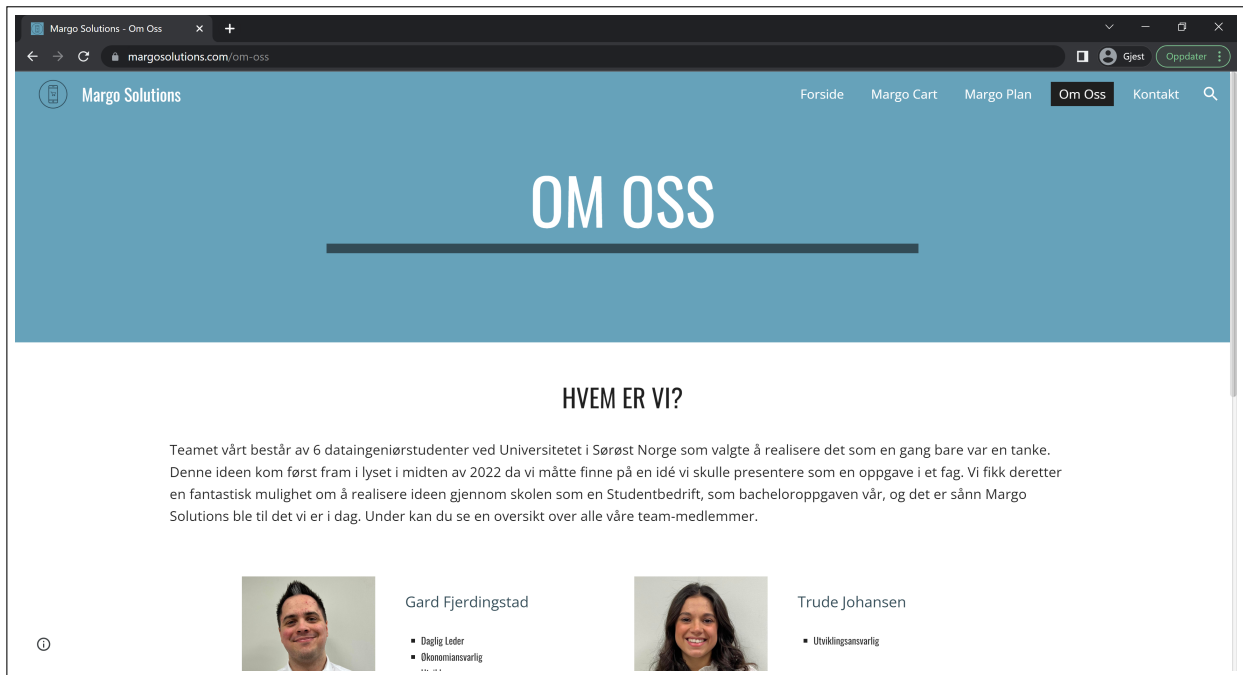 Margo Solutions - Om Oss
margosolutions.com/om-oss
Gjest
Oppdater
Margo Solutions
Forside
Margo Cart
Margo Plan
Om Oss
Kontakt
OM OSS
HVEM ER VI?
Teamet vårt består av 6 dataingeniørstudenter ved Universitetet i Sørøst Norge som valgte å realisere det som en gang bare var en tanke.
Denne ideen kom først fram i lyset i midten av 2022 da vi måtte finne på en idé vi skulle presentere som en oppgave i et fag. Vi fikk deretter
en fantastisk mulighet om å realisere ideen gjennom skolen som en Studentbedrift, som bacheloroppgaven vår, og det er sånn Margo
Solutions ble til det vi er i dag. Under kan du se en oversikt over alle våre team-medlemmer.
Gard Fjerdingstad
Daglig Leder
Økonomiansvarlig
Trude Johansen
Utviklingsansvarlig